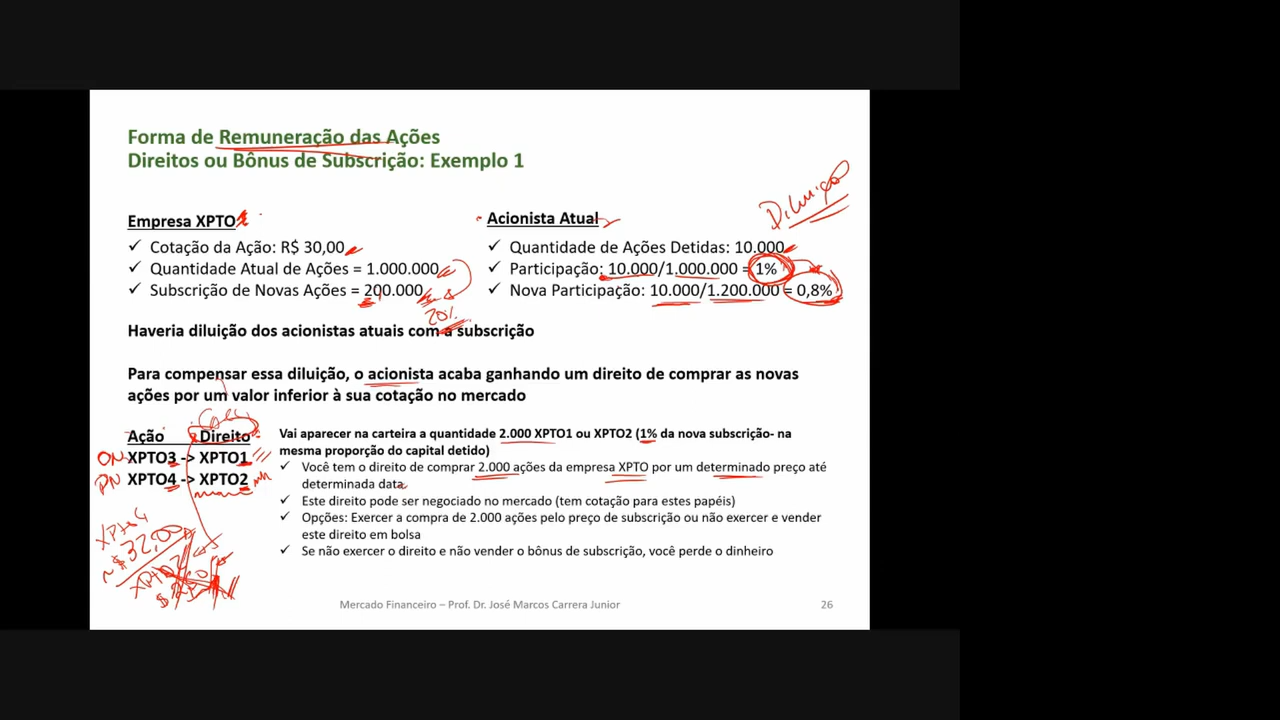 Forma de Remuneração das Ações
Direitos ou Bônus de Subscrição: Exemplo 1
Diluição
Empresa XPTO
✓ Cotação da Ação: R$ 30,00
✓ Quantidade Atual de Ações = 1.000.000
✓ Subscrição de Novas Ações = 200.000
20%
Acionista Atual
✓ Quantidade de Ações Detidas: 10.000
✓ Participação: 10.000/1.000.000 = 1%
✓ Nova Participação: 10.000/1.200.000 = 0,8%
Haveria diluição dos acionistas atuais com a subscrição
Para compensar essa diluição, o acionista acaba ganhando um direito de comprar as novas
ações por um valor inferior à sua cotação no mercado
Ação Direito
ON XPTO3 -> XPTO1
PN XPTO4 -> XPTO2
XPTO4
$32,00
XPTO2
Vai aparecer na carteira a quantidade 2.000 XPTO1 ou XPTO2 (1% da nova subscrição- na
mesma proporção do capital detido)
✓ Você tem o direito de comprar 2.000 ações da empresa XPTO por um determinado preço até
determinada data
✓ Este direito pode ser negociado no mercado (tem cotação para estes papéis)
✓ Opções: Exercer a compra de 2.000 ações pelo preço de subscrição ou não exercer e vender
este direito em bolsa
✓ Se não exercer o direito e não vender o bônus de subscrição, você perde o dinheiro
Mercado Financeiro – Prof. Dr. José Marcos Carrera Junior
26